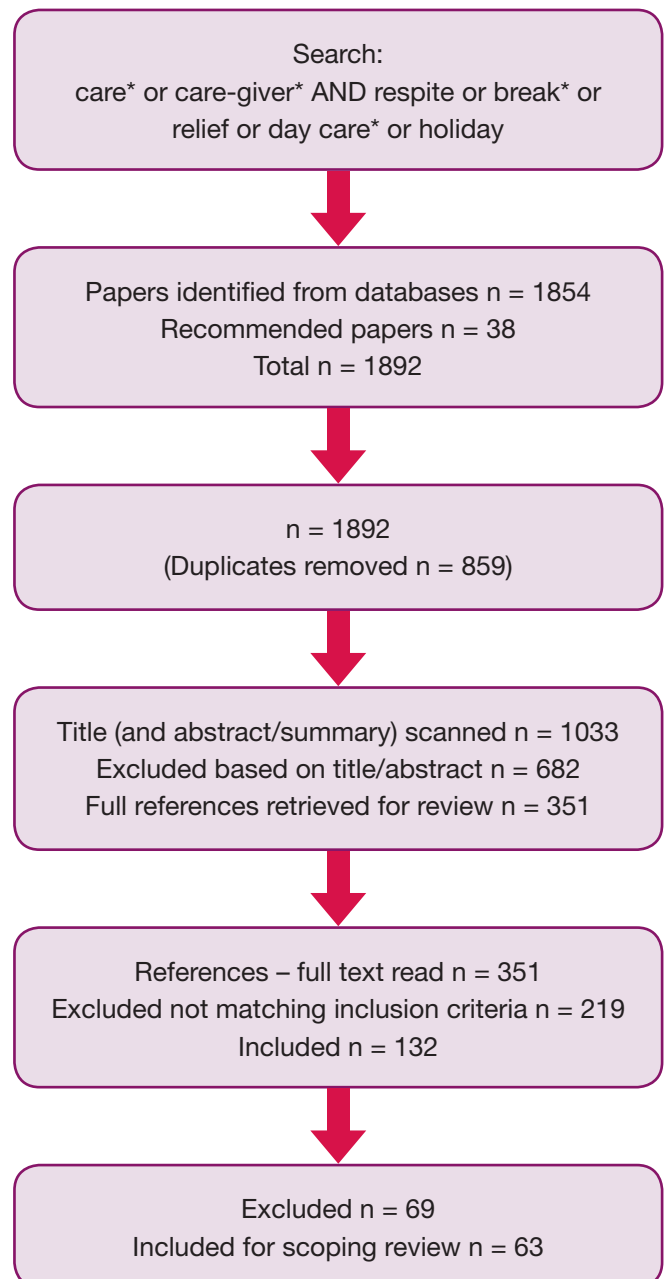 Search:
care* or care-giver* AND respite or break* or
relief or day care* or holiday
Papers identified from databases n = 1854
Recommended papers n = 38
Total n = 1892
n = 1892
(Duplicates removed n = 859)
Title (and abstract/summary) scanned n = 1033
Excluded based on title/abstract n = 682
Full references retrieved for review n = 351
References – full text read n = 351
Excluded not matching inclusion criteria n = 219
Included n = 132
Excluded n = 69
Included for scoping review n = 63